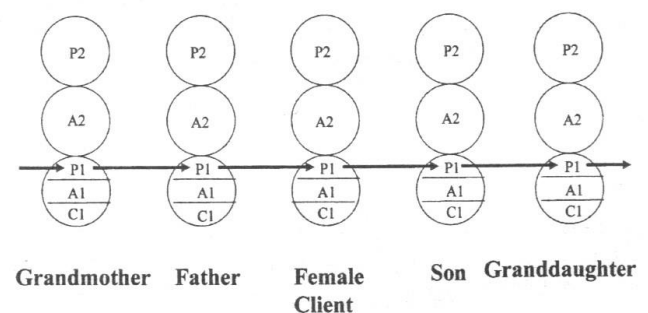 P2 P2 P2 P2 P2
A2 A2 A2 A2 A2
P1 P1 P1 P1 P1
A1 A1 A1 A1 A1
C1 C1 C1 C1 C1
Grandmother Father Female Son Granddaughter
Client